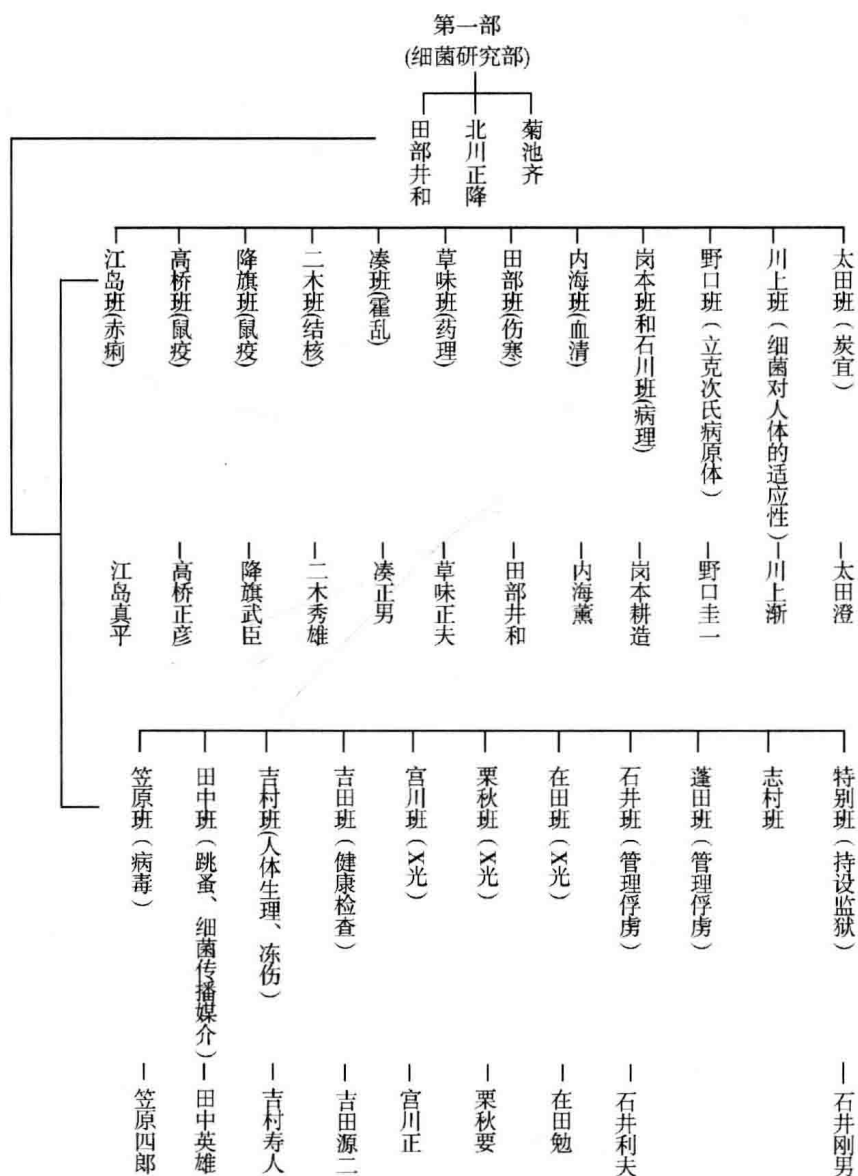 第一部
(细菌研究部)
田部井和
北川正降
菊池齐
江岛班(赤痢)
高桥班(鼠疫)
降旗班(鼠疫)
二木班(结核)
凑班(霍乱)
草味班(药理)
田部班(伤寒)
内海班(血清)
岗本班和石川班(病理)
野口班(立克次氏病原体)
川上班(细菌对人体的适应性)
太田班(炭宜)
江岛真平
高桥正彦
降旗武臣
二木秀雄
凑正男
草味正夫
田部井和
内海薰
岗本耕造
野口圭一
川上渐
太田澄
笠原班(病毒)
田中班(跳蚤、细菌传播媒介)
吉村班(人体生理、冻伤)
吉田班(健康检查)
宫川班(X光)
栗秋班(X光)
在田班(X光)
石井班(管理俘虏)
蓬田班(管理俘虏)
志村班
特别班(持设监狱)
笠原四郎
田中英雄
吉村寿人
吉田源二
宫川正
栗秋要
在田勉
石井利夫
石井刚男